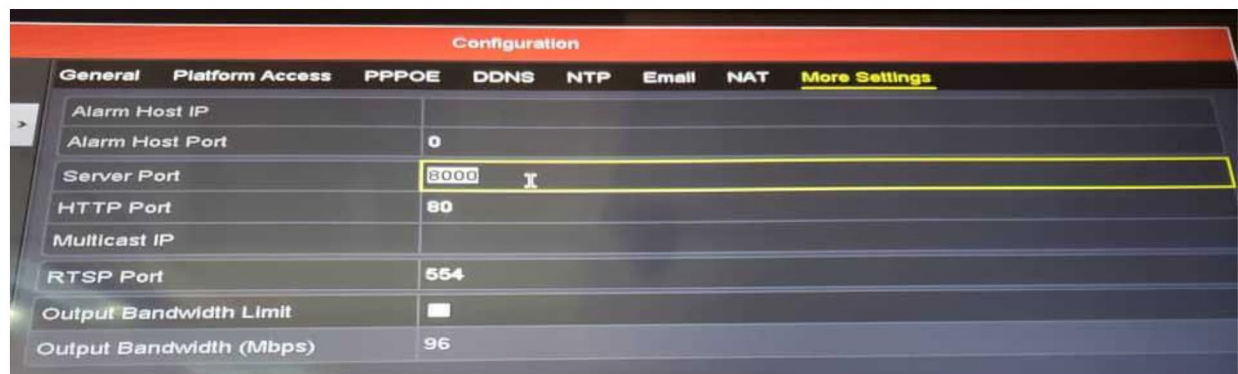 Configuration
General Platform Access PPPOE DDNS NTP Email NAT More Settings
Alarm Host IP
Alarm Host Port 0
Server Port 8000
HTTP Port 80
Multicast IP
RTSP Port 554
Output Bandwidth Limit
Output Bandwidth (Mbps) 96